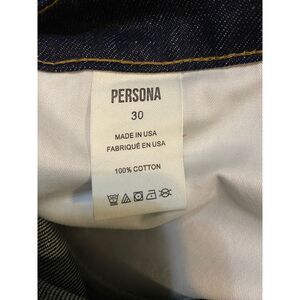 PERSONA
30
MADE IN USA
FABRIQUÉ EN USA
100% COTTON